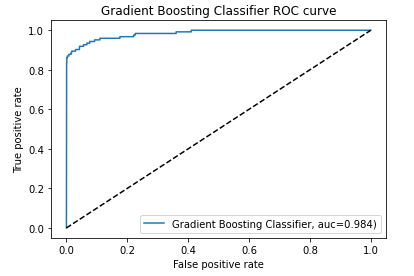 Gradient Boosting Classifier ROC curve
1.0
0.8
0.6
0.4
0.2
0.0
True positive rate
0.0 0.2 0.4 0.6 0.8 1.0
False positive rate
Gradient Boosting Classifier, auc=0.984)